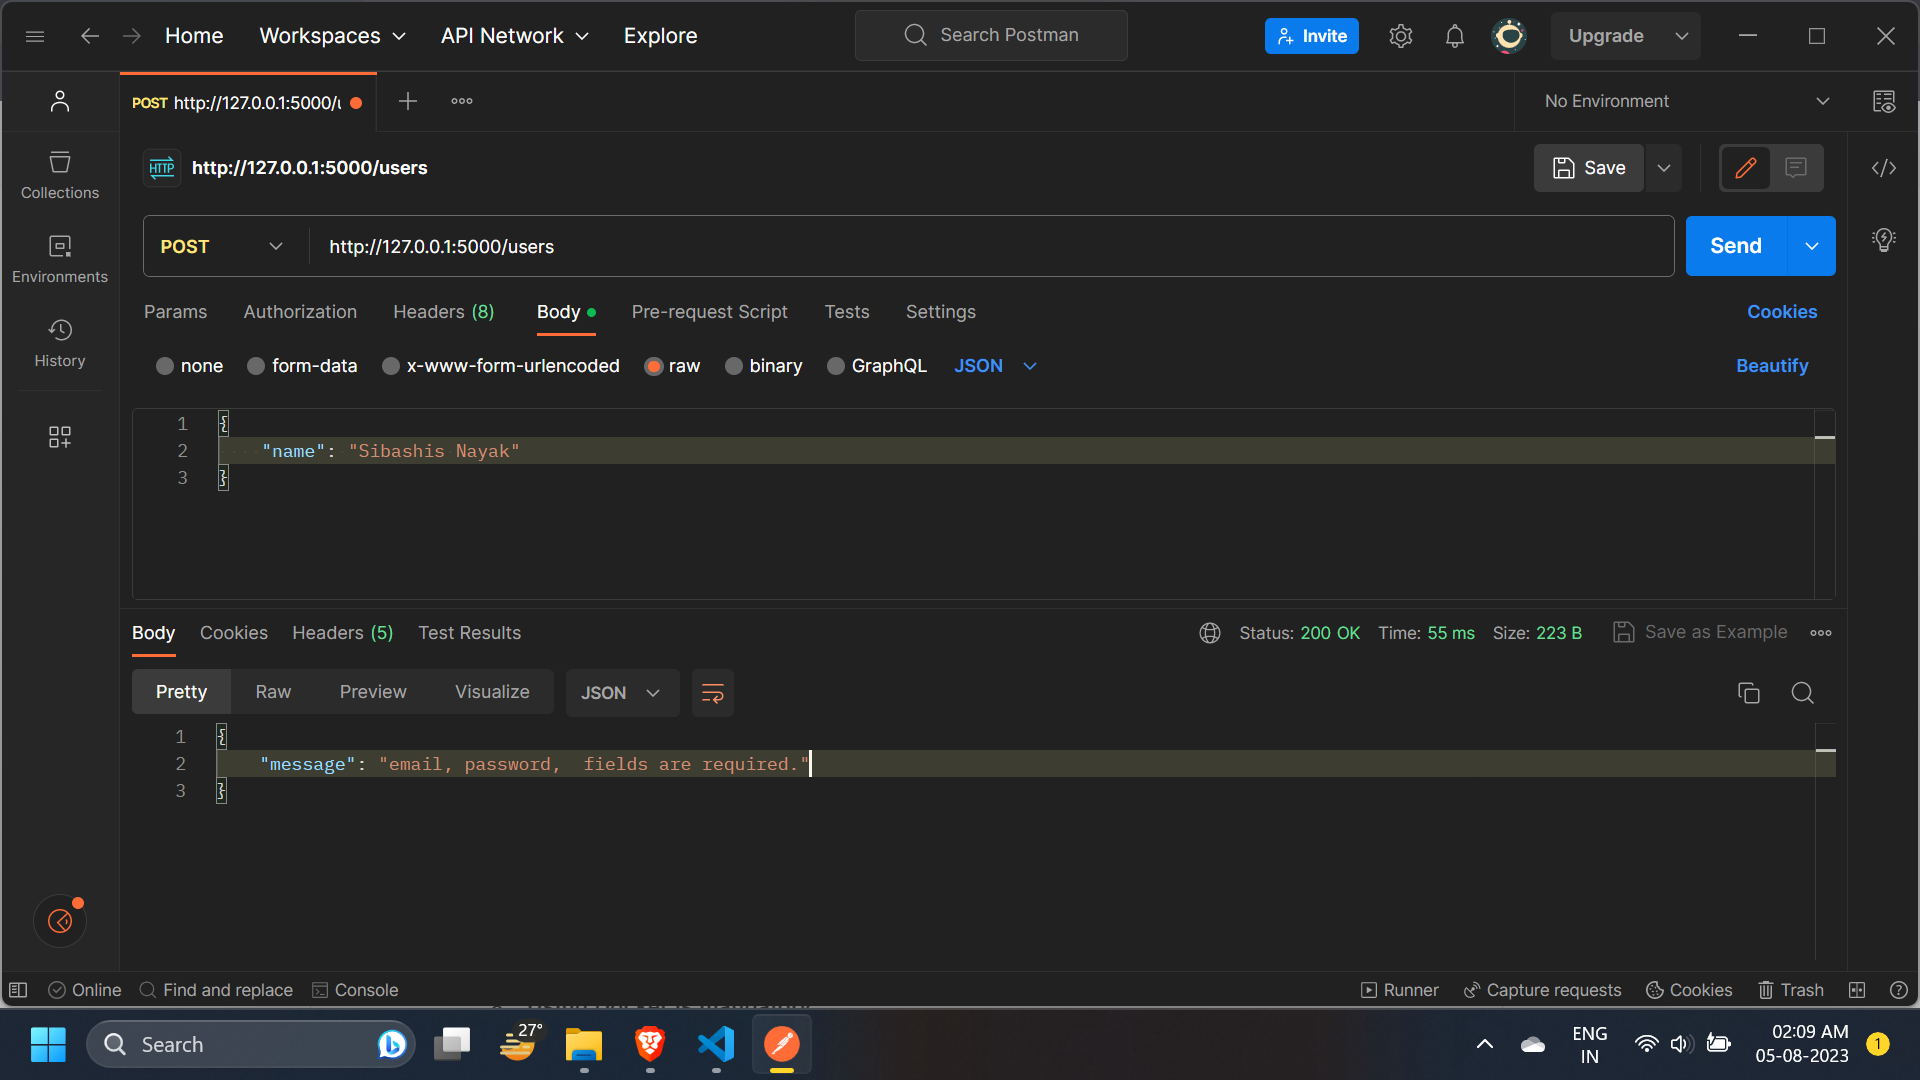 Home Workspaces API Network Explore Search Postman Invite Upgrade
POST http://127.0.0.1:5000/u No Environment
HTTP http://127.0.0.1:5000/users Save
Collections
POST http://127.0.0.1:5000/users Send
Environments
Params Authorization Headers (8) Body Pre-request Script Tests Settings Cookies
History
none form-data x-www-form-urlencoded raw binary GraphQL JSON Beautify
1 {
2 "name": "Sibashis Nayak"
3 }
Body Cookies Headers (5) Test Results Status: 200 OK Time: 55 ms Size: 223 B Save as Example
Pretty Raw Preview Visualize JSON
1 {
2 "message": "email, password,  fields are required."
3 }
Online Find and replace Console Runner Capture requests Cookies Trash
Search 27° ENG IN 02:09 AM 05-08-2023 1